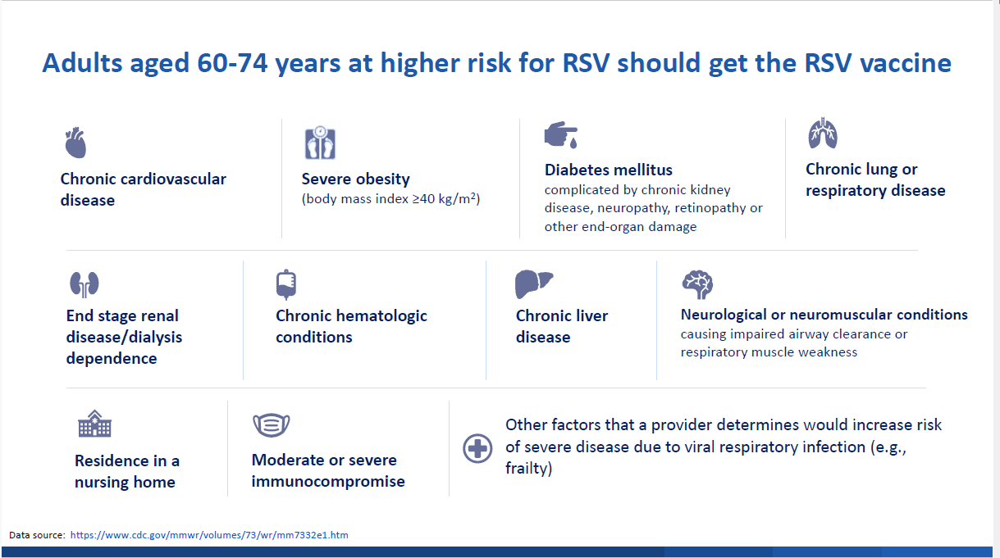 Adults aged 60-74 years at higher risk for RSV should get the RSV vaccine
Chronic cardiovascular
disease
Severe obesity
(body mass index ≥40 kg/m²)
Diabetes mellitus
complicated by chronic kidney
disease, neuropathy, retinopathy or
other end-organ damage
Chronic lung or
respiratory disease
End stage renal
disease/dialysis
dependence
Chronic hematologic
conditions
Chronic liver
disease
Neurological or neuromuscular conditions
causing impaired airway clearance or
respiratory muscle weakness
Residence in a
nursing home
Moderate or severe
immunocompromise
Other factors that a provider determines would increase risk
of severe disease due to viral respiratory infection (e.g.,
frailty)
Data source: https://www.cdc.gov/mmwr/volumes/73/wr/mm7332e1.htm